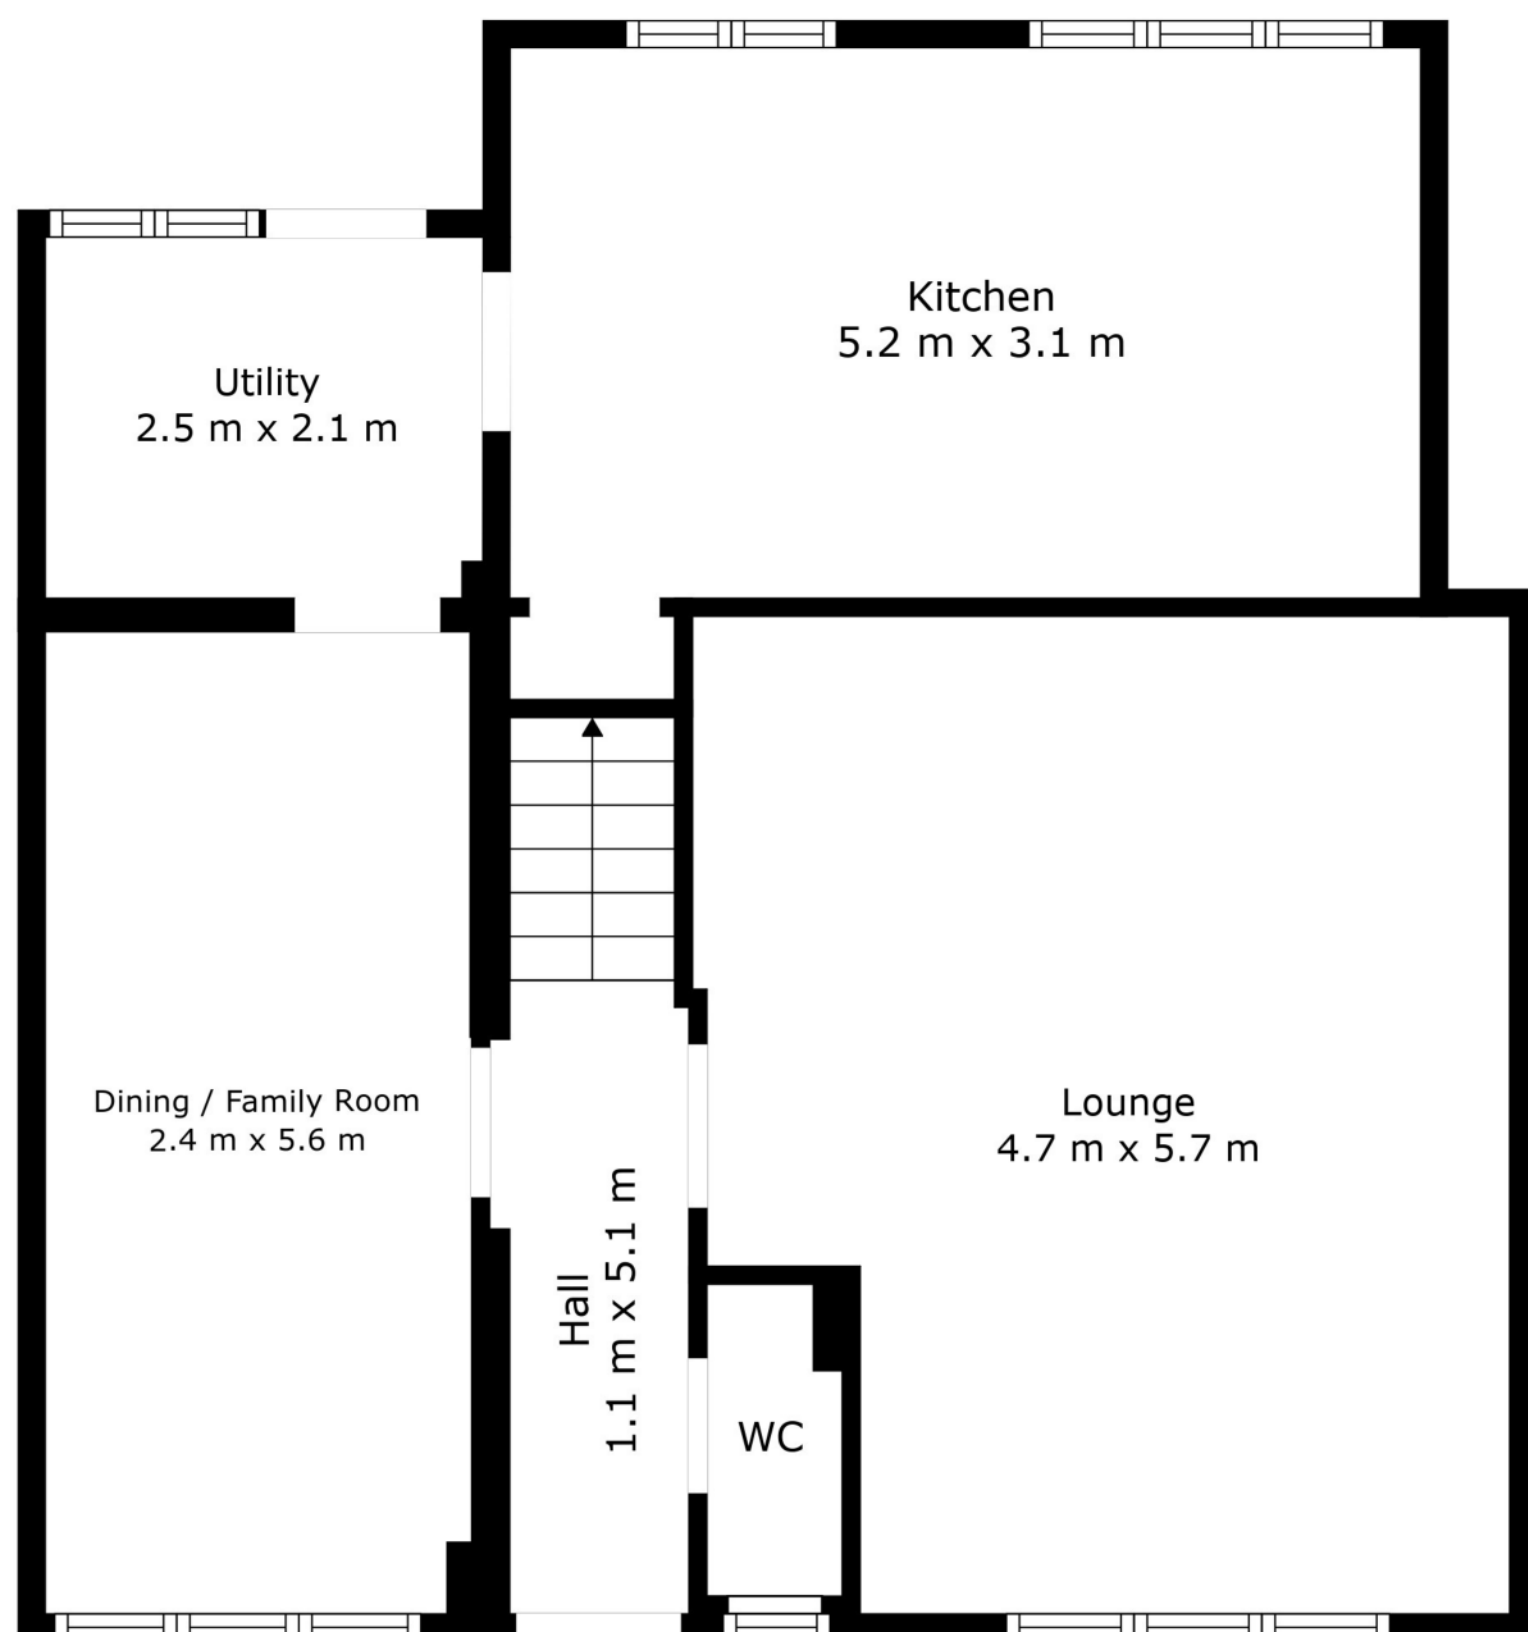 Kitchen
5.2 m x 3.1 m
Utility
2.5 m x 2.1 m
Dining / Family Room
2.4 m x 5.6 m
Lounge
4.7 m x 5.7 m
Hall
1.1 m x 5.1 m
WC